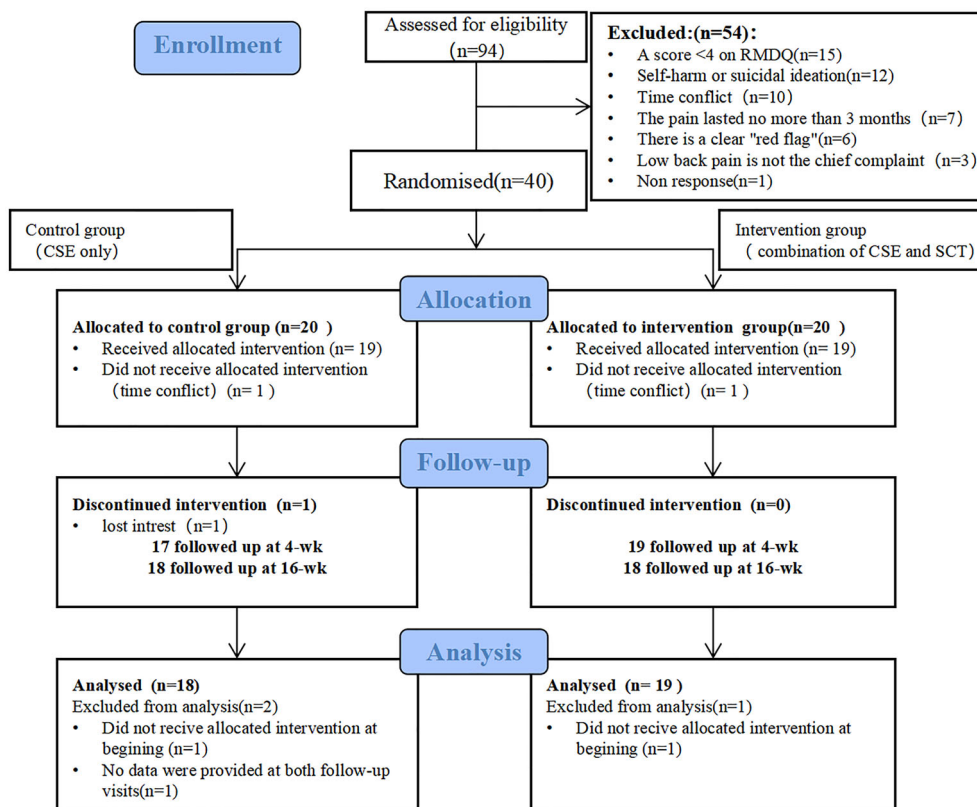 Enrollment
Assessed for eligibility
(n=94)
Excluded:(n=54)：
• A score <4 on RMDQ(n=15)
• Self-harm or suicidal ideation(n=12)
• Time conflict（n=10)
• The pain lasted no more than 3 months（n=7)
• There is a clear "red flag"(n=6)
• Low back pain is not the chief complaint（n=3)
• Non response(n=1)
Randomised(n=40)
Control group
（CSE only）
Intervention group
（ combination of CSE and SCT）
Allocation
Allocated to control group (n=20 )
• Received allocated intervention (n= 19)
• Did not receive allocated intervention
（time conflict）(n= 1 )
Allocated to intervention group(n=20 )
• Received allocated intervention (n= 19)
• Did not receive allocated intervention
（time conflict）(n= 1 )
Follow-up
Discontinued intervention (n=1)
• lost intrest（n=1）
17 followed up at 4-wk
18 followed up at 16-wk
Discontinued intervention (n=0)
19 followed up at 4-wk
18 followed up at 16-wk
Analysis
Analysed (n=18)
Excluded from analysis(n=2)
• Did not recive allocated intervention at
begining (n=1)
• No data were provided at both follow-up
visits(n=1)
Analysed (n= 19 )
Excluded from analysis(n=1)
• Did not recive allocated intervention at
begining (n=1)